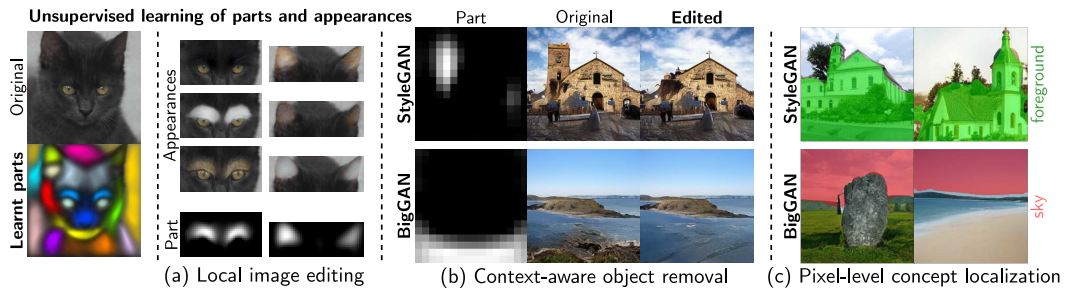 Unsupervised learning of parts and appearances
Original
Learnt parts
Appearances
Part
(a) Local image editing
Part
Original
Edited
StyleGAN
BigGAN
(b) Context-aware object removal
StyleGAN
foreground
BigGAN
sky
(c) Pixel-level concept localization